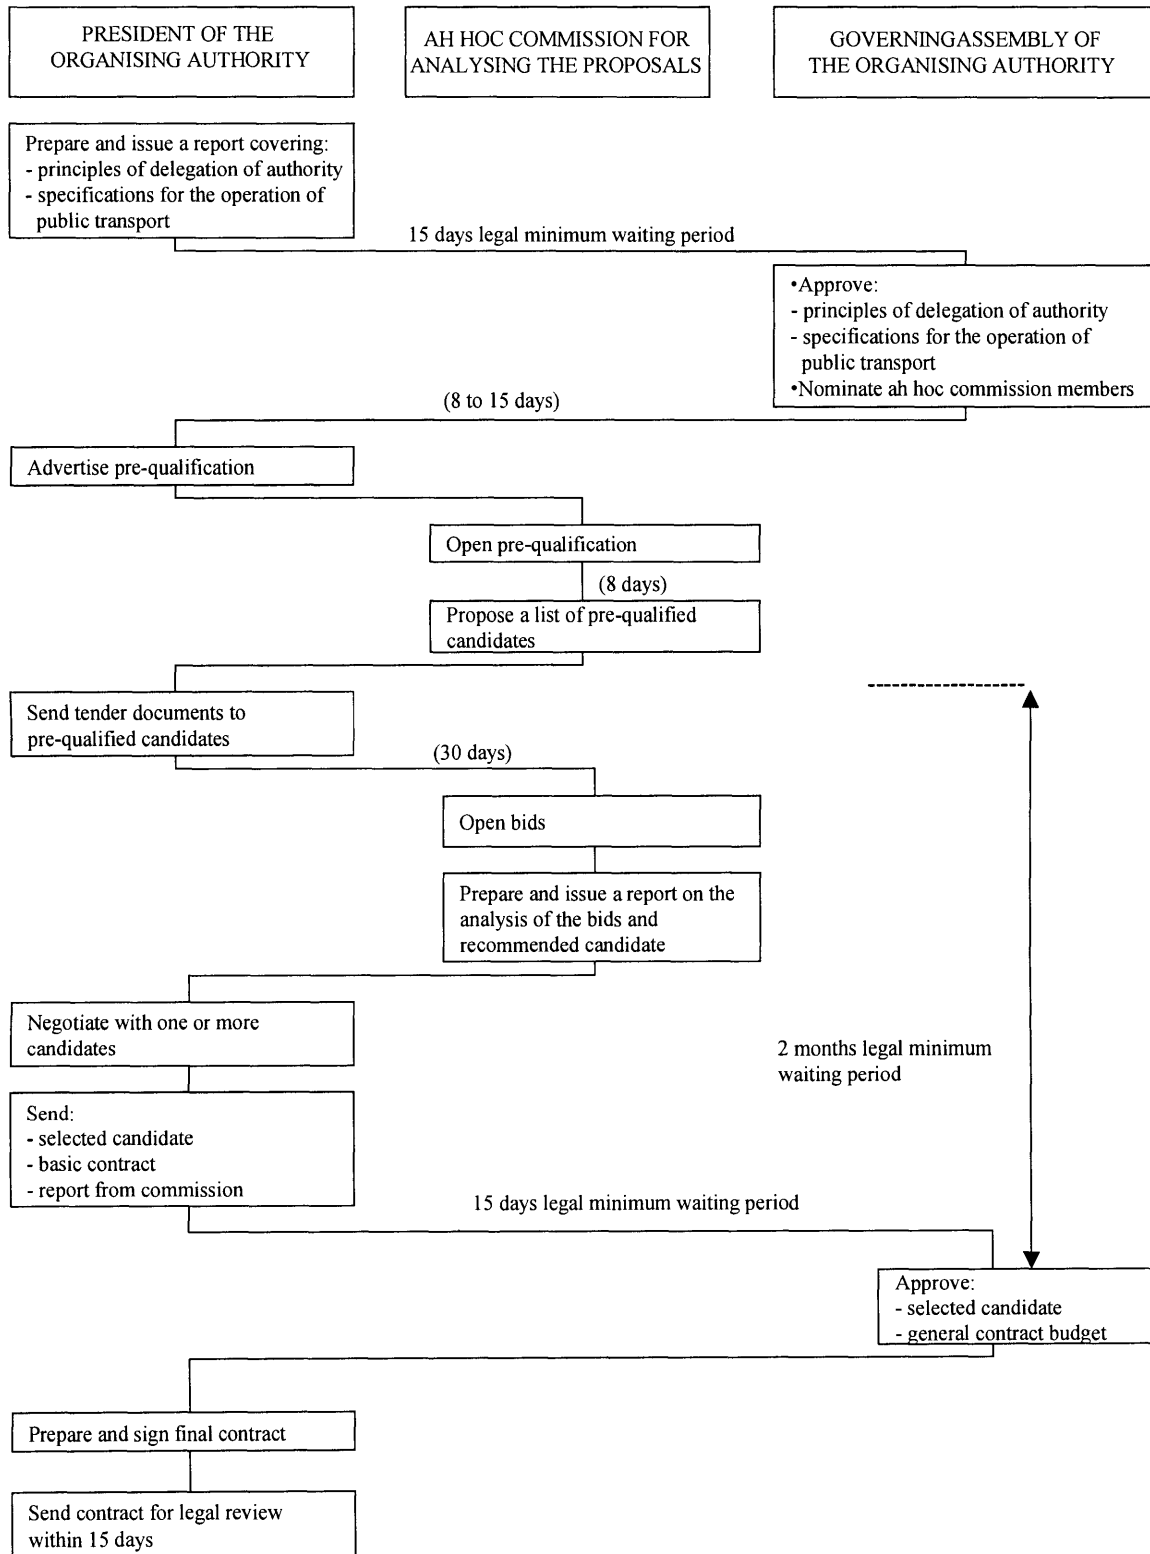 PRESIDENT OF THE
ORGANISING AUTHORITY
AH HOC COMMISSION FOR
ANALYSING THE PROPOSALS
GOVERNINGASSEMBLY OF
THE ORGANISING AUTHORITY
Prepare and issue a report covering:
- principles of delegation of authority
- specifications for the operation of
public transport
15 days legal minimum waiting period
•Approve:
- principles of delegation of authority
- specifications for the operation of
public transport
•Nominate ah hoc commission members
(8 to 15 days)
Advertise pre-qualification
Open pre-qualification
(8 days)
Propose a list of pre-qualified
candidates
Send tender documents to
pre-qualified candidates
(30 days)
Open bids
Prepare and issue a report on the
analysis of the bids and
recommended candidate
Negotiate with one or more
candidates
2 months legal minimum
waiting period
Send:
- selected candidate
- basic contract
- report from commission
15 days legal minimum waiting period
Approve:
- selected candidate
- general contract budget
Prepare and sign final contract
Send contract for legal review
within 15 days